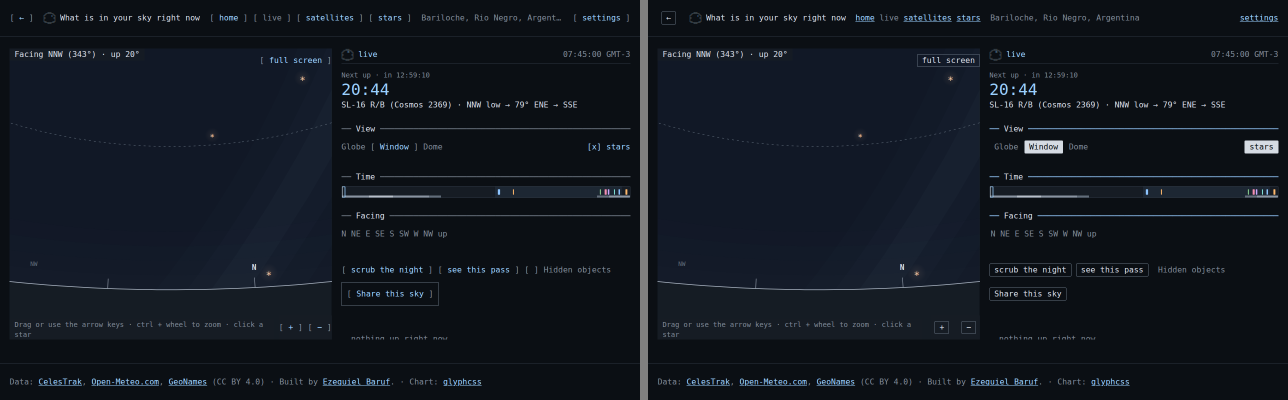 [ ← ] What is in your sky right now [ home ] [ live ] [ satellites ] [ stars ] Bariloche, Rio Negro, Argent… [ settings ]
Facing NNW (343°) · up 20°
[ full screen ]
NW
N
Drag or use the arrow keys · ctrl + wheel to zoom · click a
star
[ + ] [ − ]
live 07:45:00 GMT-3
Next up · in 12:59:10
20:44
SL-16 R/B (Cosmos 2369) · NNW low → 79° ENE → SSE
View
Globe [ Window ] Dome [x] stars
Time
Facing
N NE E SE S SW W NW up
[ scrub the night ] [ see this pass ] [ ] Hidden objects
[ Share this sky ]
nothing up right now
Data: CelesTrak, Open-Meteo.com, GeoNames (CC BY 4.0) · Built by Ezequiel Baruf. · Chart: glyphcss
← What is in your sky right now home live satellites stars Bariloche, Rio Negro, Argentina settings
Facing NNW (343°) · up 20°
full screen
NW
N
Drag or use the arrow keys · ctrl + wheel to zoom · click a
star
+ −
live 07:45:00 GMT-3
Next up · in 12:59:10
20:44
SL-16 R/B (Cosmos 2369) · NNW low → 79° ENE → SSE
View
Globe Window Dome stars
Time
Facing
N NE E SE S SW W NW up
scrub the night see this pass Hidden objects
Share this sky
nothing up right now
Data: CelesTrak, Open-Meteo.com, GeoNames (CC BY 4.0) · Built by Ezequiel Baruf. · Chart: glyphcss